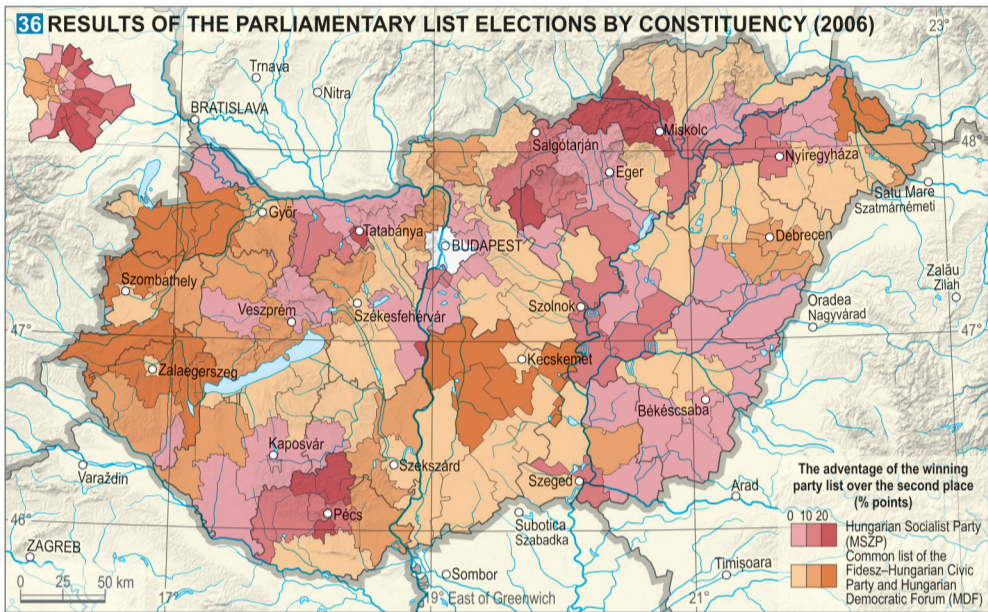 36 RESULTS OF THE PARLIAMENTARY LIST ELECTIONS BY CONSTITUENCY (2006)
23°
Trnava
Nitra
BRATISLAVA
Miskolc
Salgótarján
48°
Nyíregyháza
Eger
Satu Mare
Szatmárnémeti
Győr
Tatabánya
Debrecen
BUDAPEST
Szombathely
Zalău
Zilah
Oradea
Nagyvárad
Veszprém
Székesfehérvár
Szolnok
47°
47°
Kecskemét
Zalaegerszeg
Békéscsaba
Kaposvár
Szekszárd
Varaždin
Szeged
Arad
Pécs
46°
Subotica
Szabadka
ZAGREB
Timișoara
Sombor
0 25 50 km
17°
19° East of Greenwich
21°
The adventage of the winning
party list over the second place
(% points)
0 10 20
Hungarian Socialist Party
(MSZP)
Common list of the
Fidesz–Hungarian Civic
Party and Hungarian
Democratic Forum (MDF)